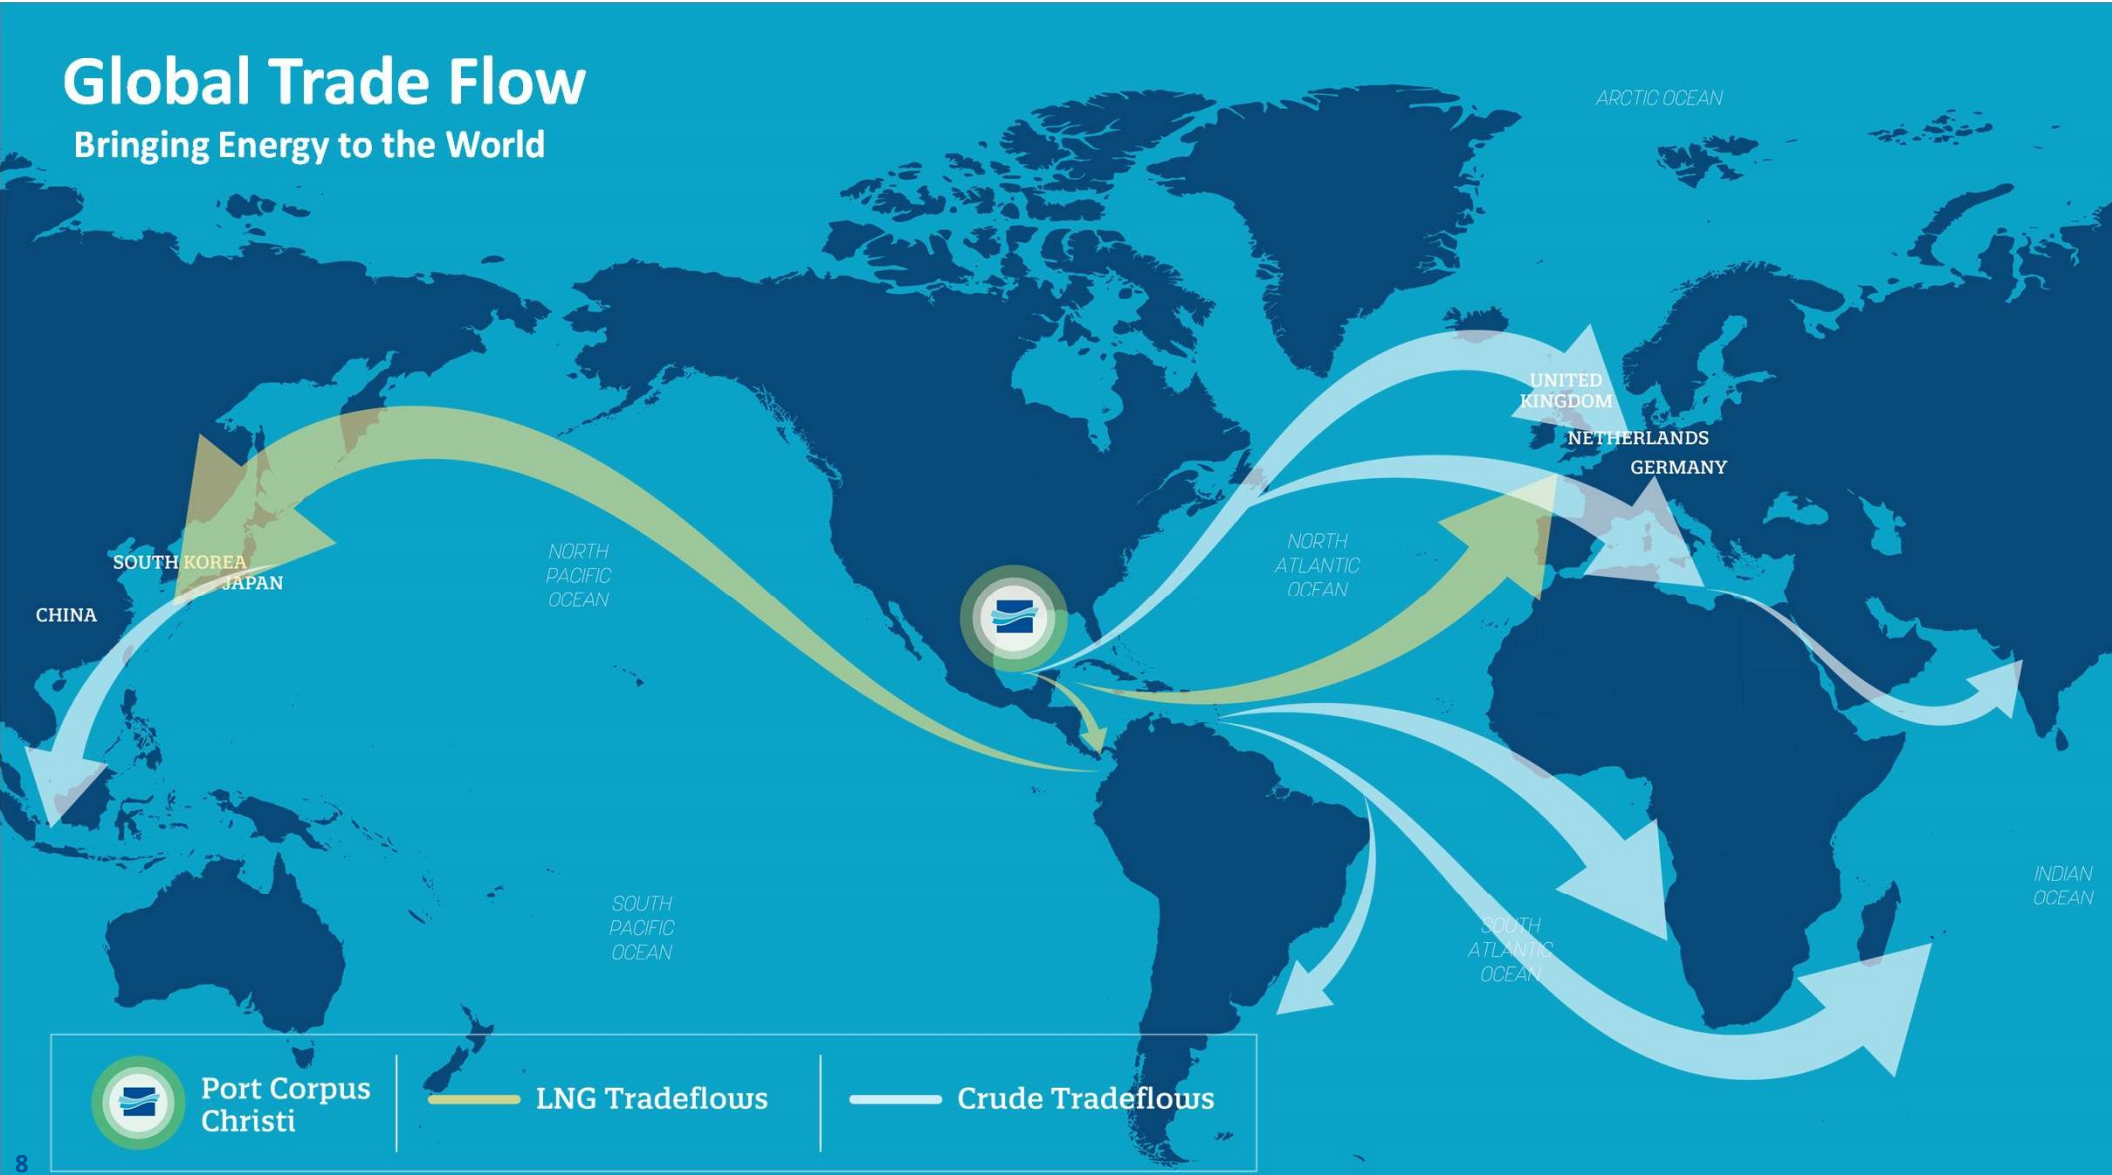 Global Trade Flow
Bringing Energy to the World
ARCTIC OCEAN
UNITED
KINGDOM
NETHERLANDS
GERMANY
NORTH
PACIFIC
OCEAN
NORTH
ATLANTIC
OCEAN
SOUTH KOREA
JAPAN
CHINA
SOUTH
PACIFIC
OCEAN
SOUTH
ATLANTIC
OCEAN
INDIAN
OCEAN
Port Corpus
Christi
LNG Tradeflows
Crude Tradeflows
8